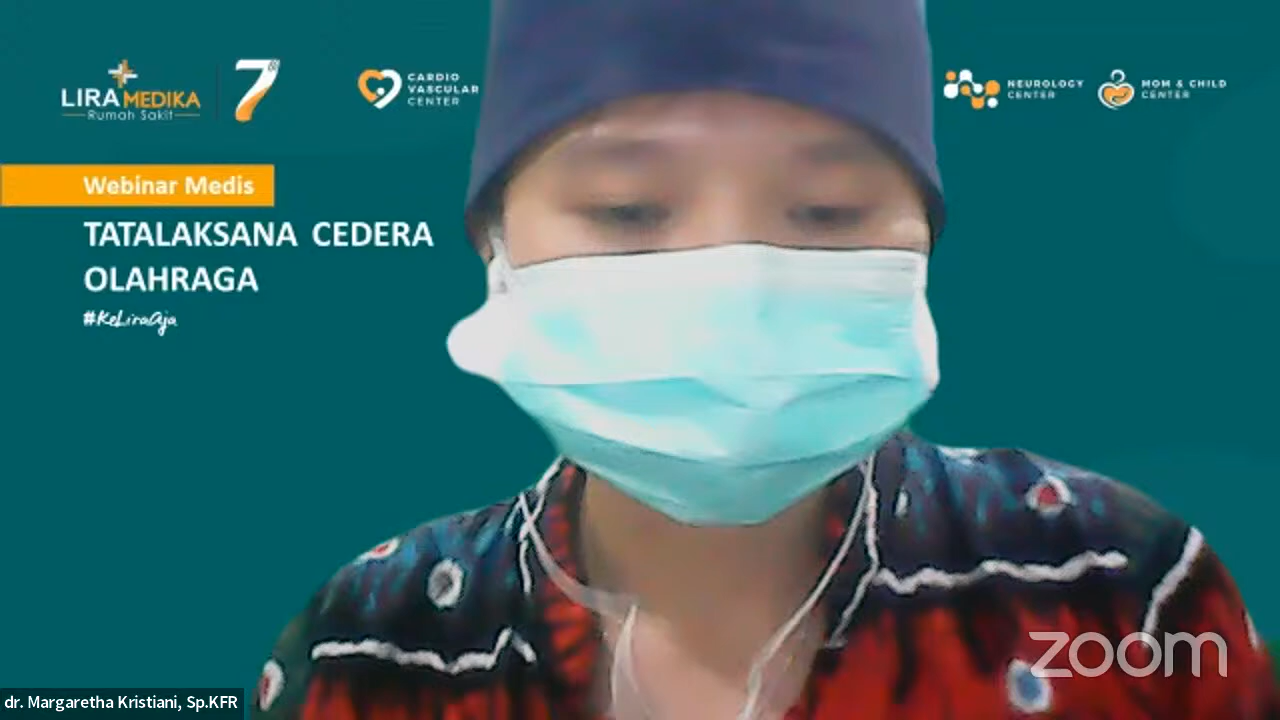 LIRA MEDIKA
Rumah Sakit
7
CARDIO
VASCULAR
CENTER
NEUROLOGY
CENTER
MOM & CHILD
CENTER
Webinar Medis
TATALAKSANA CEDERA
OLAHRAGA
#KeLiraAja
zoom
dr. Margaretha Kristiani, Sp.KFR